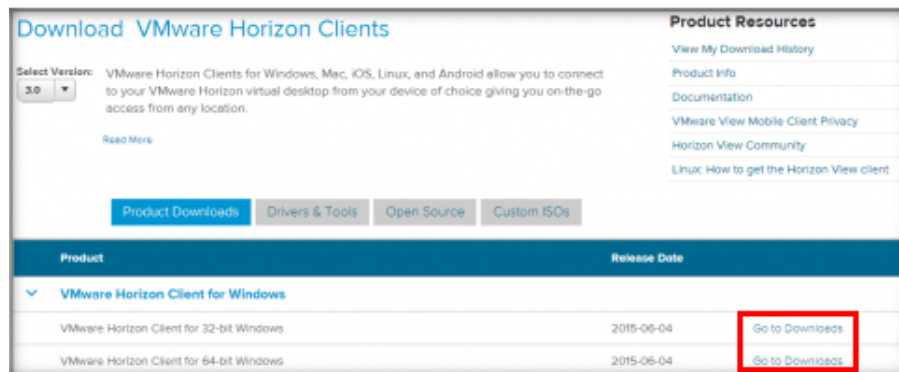 Download VMware Horizon Clients
Select Version:
3.0
VMware Horizon Clients for Windows, Mac, iOS, Linux, and Android allow you to connect
to your VMware Horizon virtual desktop from your device of choice giving you on-the-go
access from any location.
Read More
Product Resources
View My Download History
Product Info
Documentation
VMware View Mobile Client Privacy
Horizon View Community
Linux: How to get the Horizon View client
Product Downloads Drivers & Tools Open Source Custom ISOs
Product Release Date
VMware Horizon Client for Windows
VMware Horizon Client for 32-bit Windows 2015-06-04 Go to Downloads
VMware Horizon Client for 64-bit Windows 2015-06-04 Go to Downloads